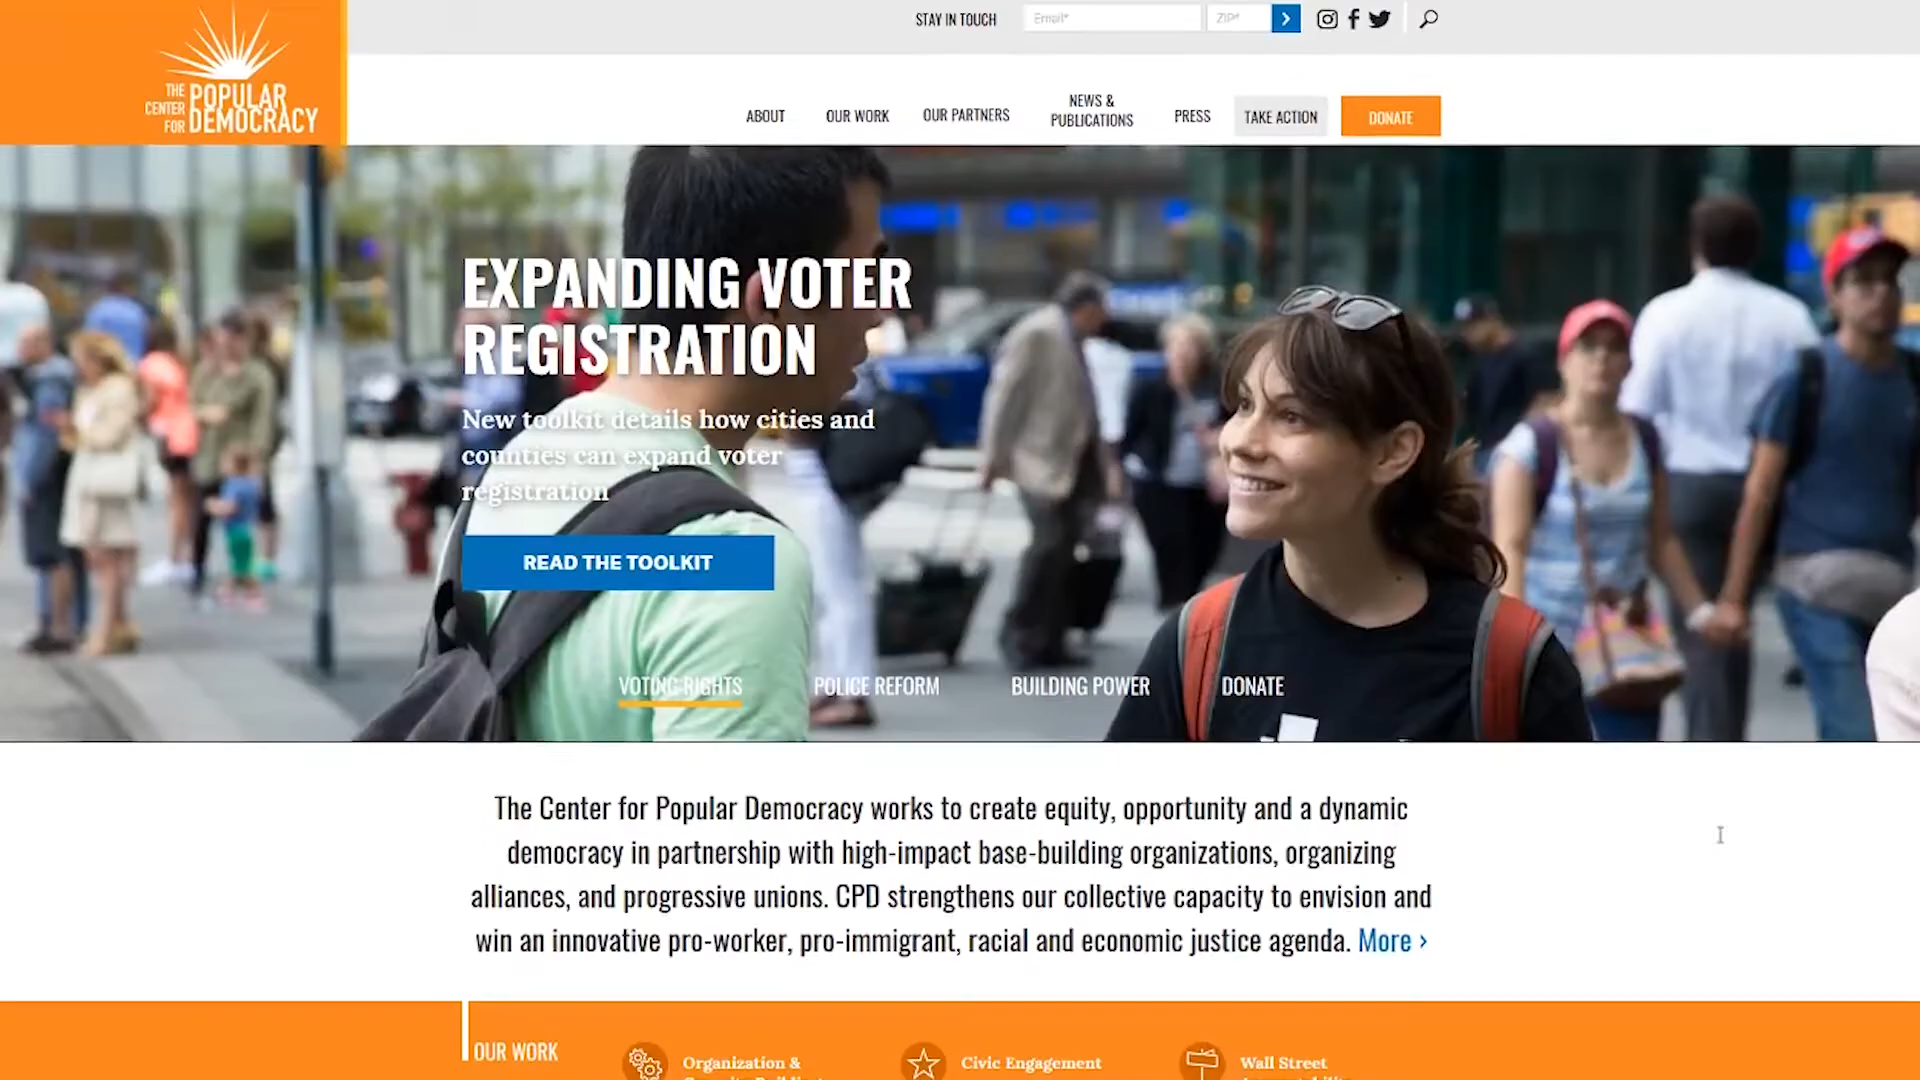 STAY IN TOUCH
Email*
ZIP*
THE CENTER FOR
POPULAR
DEMOCRACY
ABOUT
OUR WORK
OUR PARTNERS
NEWS &
PUBLICATIONS
PRESS
TAKE ACTION
DONATE
EXPANDING VOTER
REGISTRATION
New toolkit details how cities and
counties can expand voter
registration
READ THE TOOLKIT
VOTING RIGHTS
POLICE REFORM
BUILDING POWER
DONATE
The Center for Popular Democracy works to create equity, opportunity and a dynamic
democracy in partnership with high-impact base-building organizations, organizing
alliances, and progressive unions. CPD strengthens our collective capacity to envision and
win an innovative pro-worker, pro-immigrant, racial and economic justice agenda. More ›
OUR WORK
Organization &
Civic Engagement
Wall Street